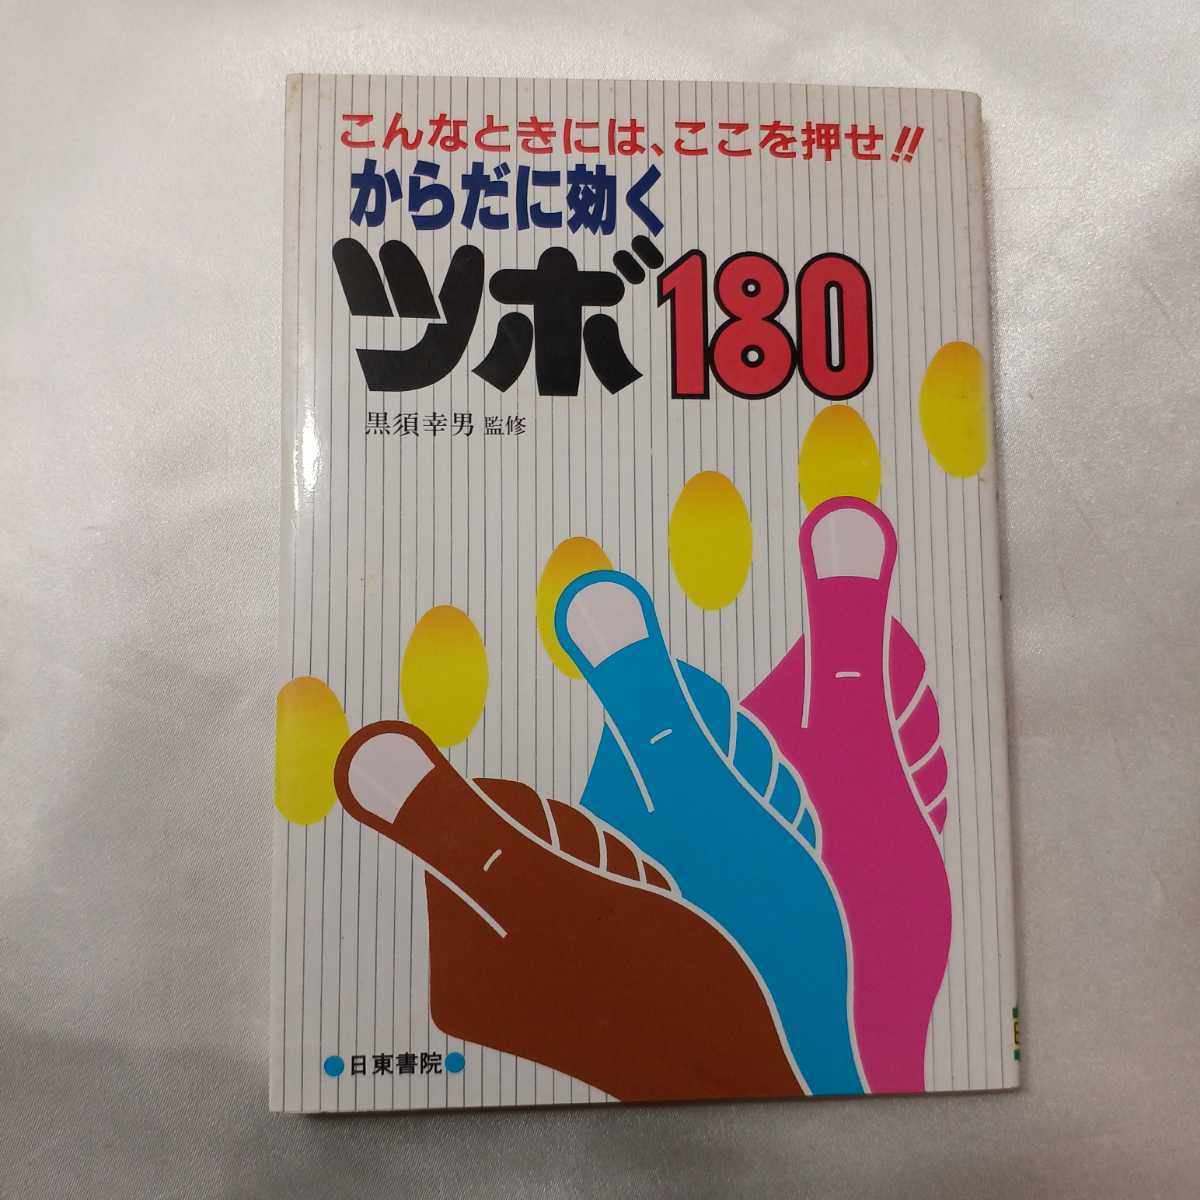 こんなときには、ここを押せ!!
からだに効く
ツボ180
黒須幸男 監修
●日東書院●